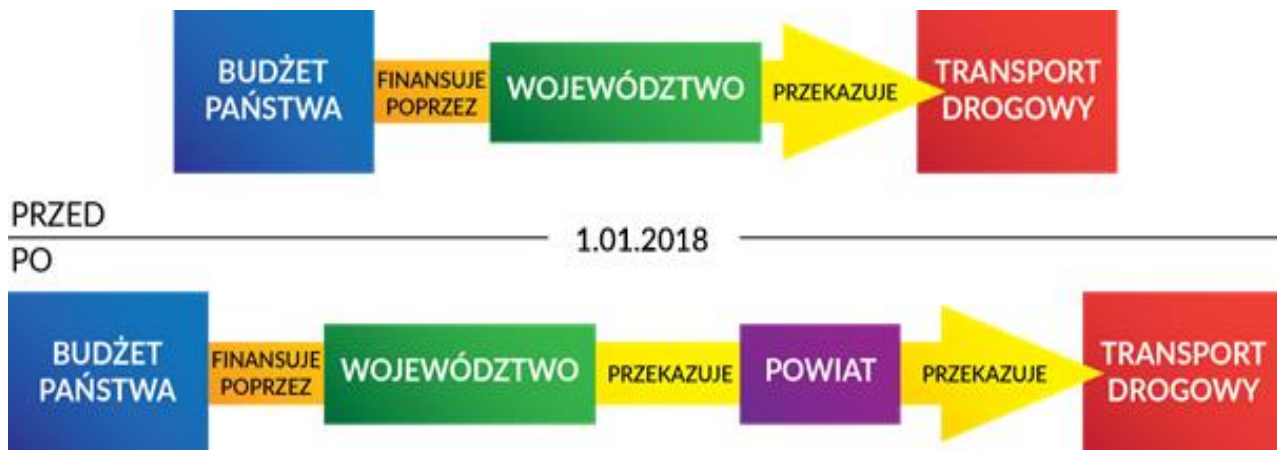 BUDŻET
PAŃSTWA
FINANSUJE
POPRZEZ
WOJEWÓDZTWO
PRZEKAZUJE
TRANSPORT
DROGOWY
PRZED
1.01.2018
PO
BUDŻET
PAŃSTWA
FINANSUJE
POPRZEZ
WOJEWÓDZTWO
PRZEKAZUJE
POWIAT
PRZEKAZUJE
TRANSPORT
DROGOWY